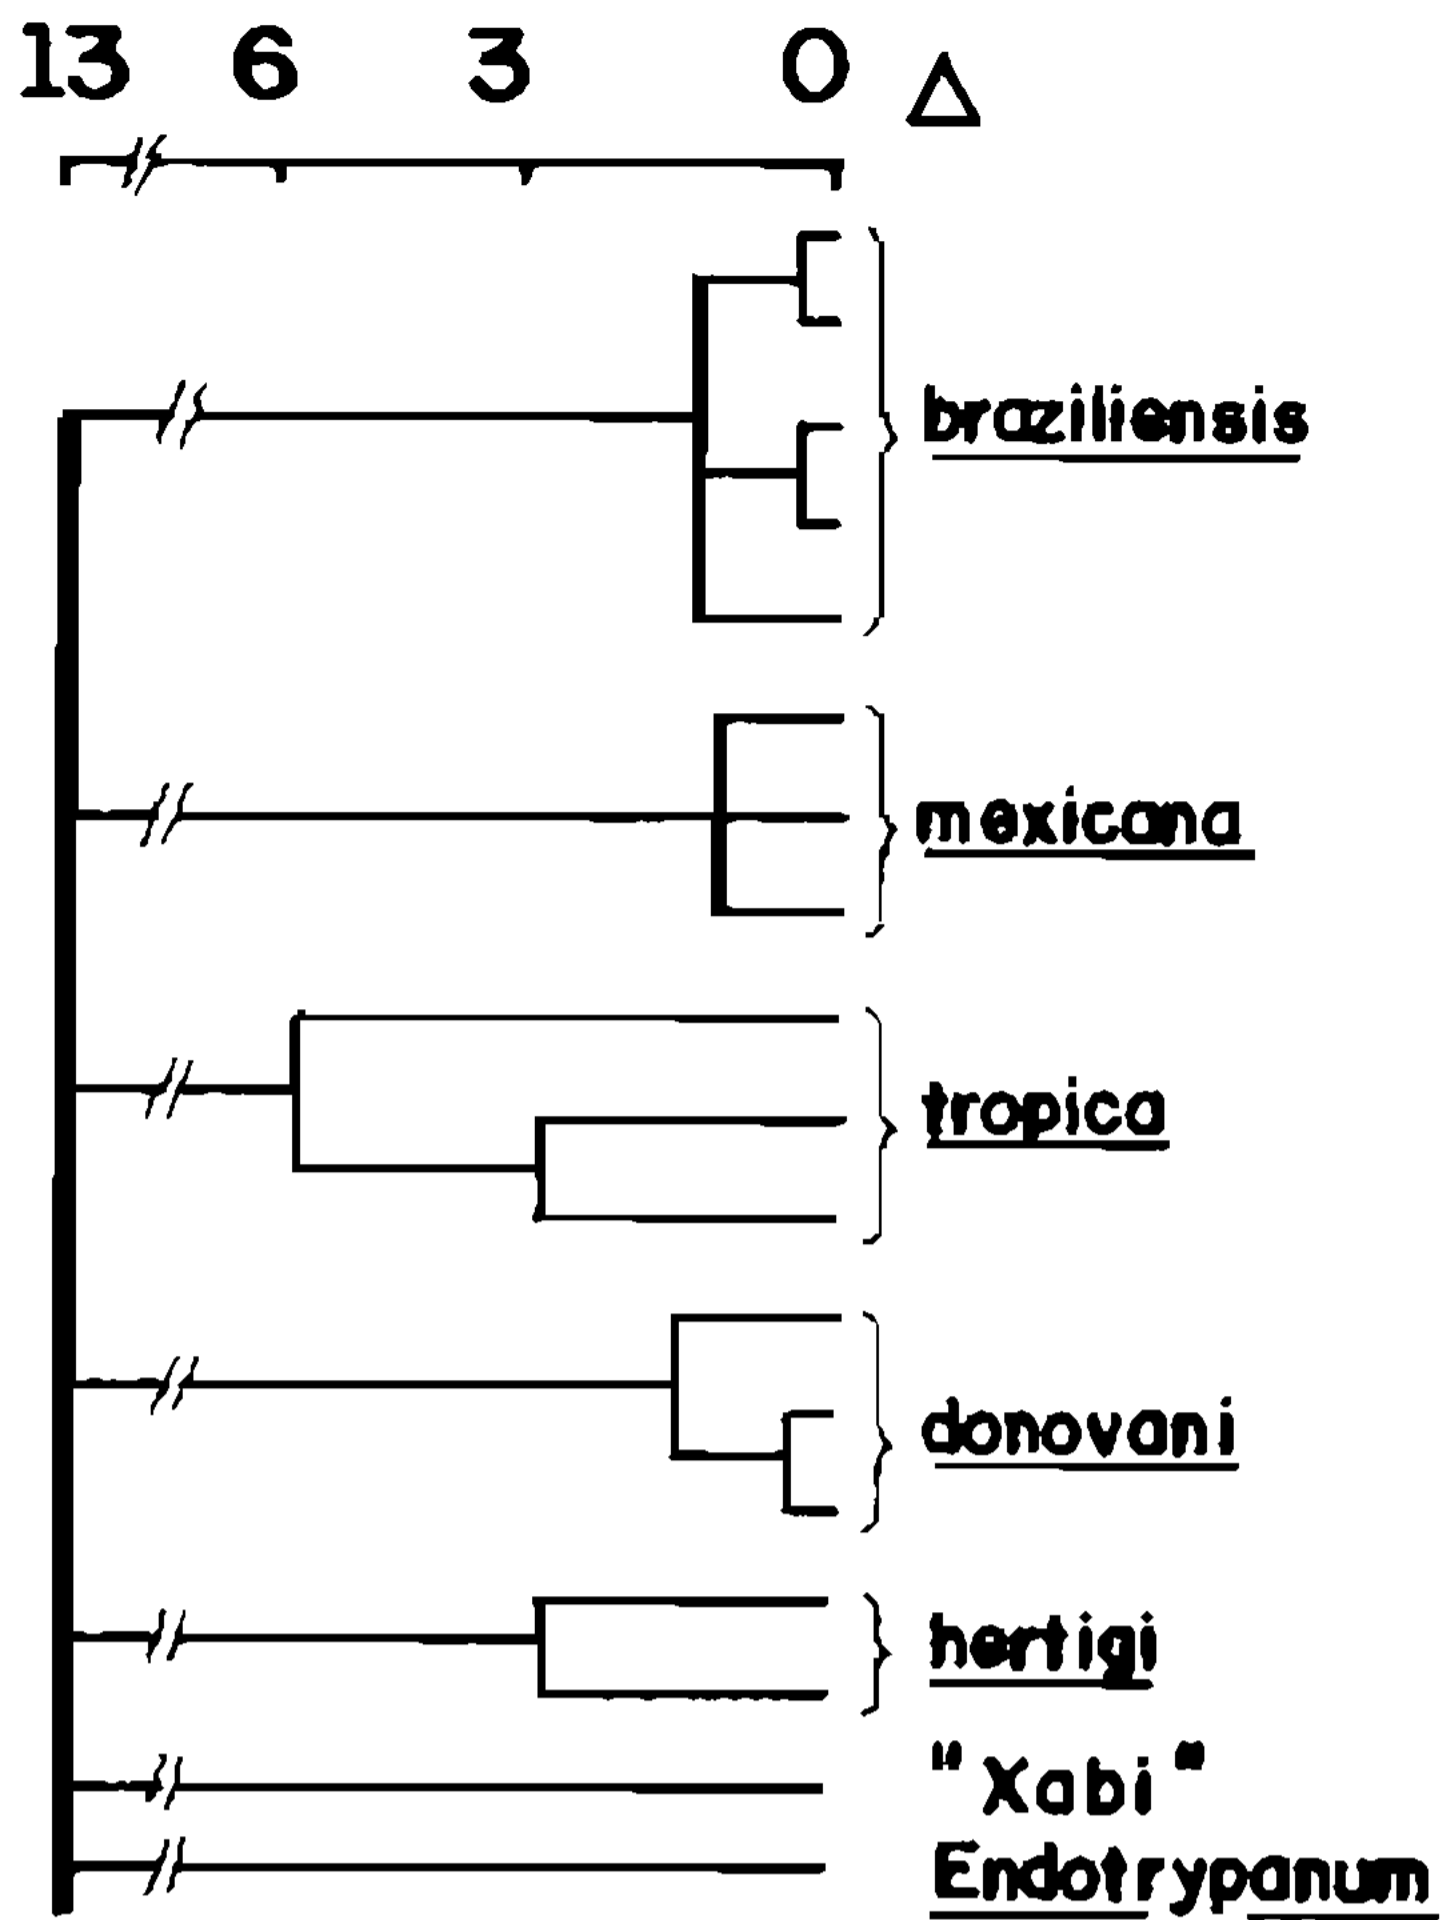 13 6 3 0 Δ
braziliensis
mexicana
tropica
donovani
hertigi
"Xabi"
Endotrypanum